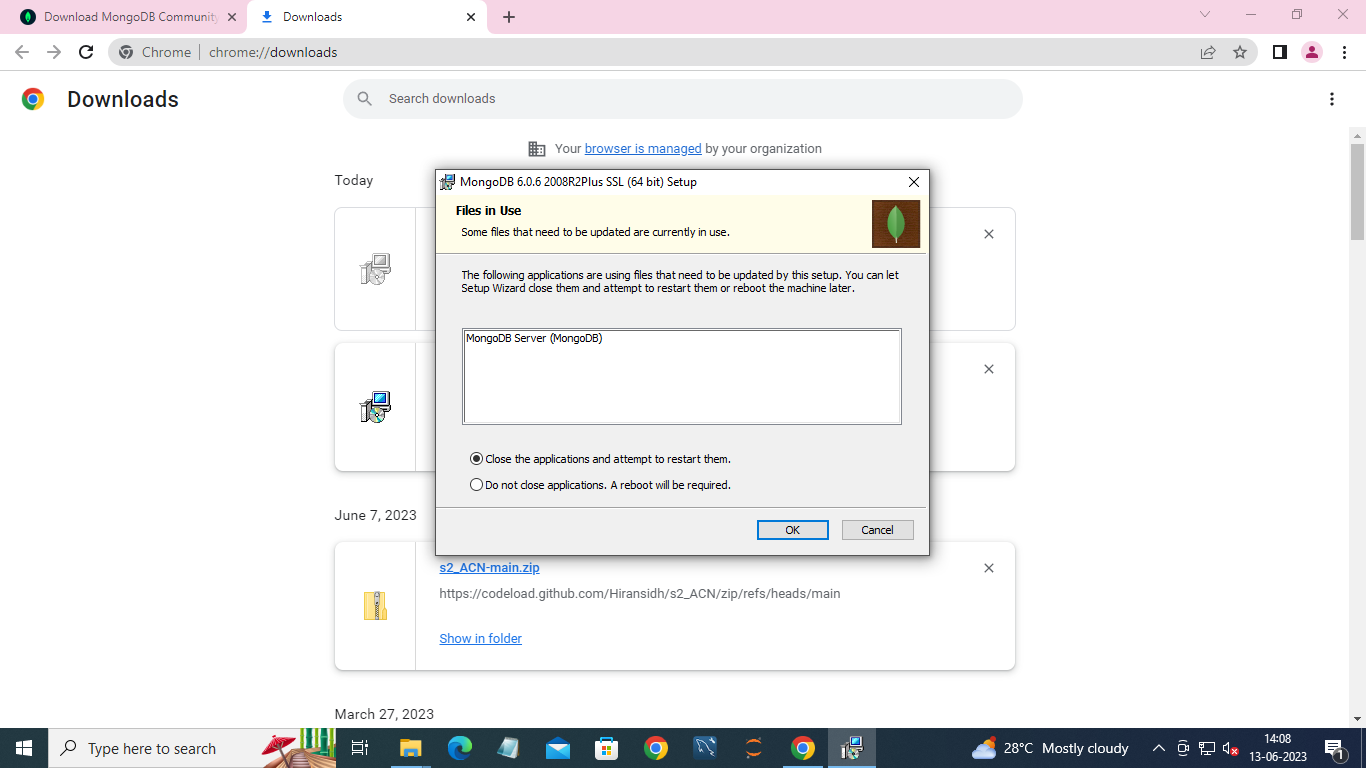 Download MongoDB Community
Downloads
Chrome
chrome://downloads
Downloads
Search downloads
Your browser is managed by your organization
Today
MongoDB 6.0.6 2008R2Plus SSL (64 bit) Setup
Files in Use
Some files that need to be updated are currently in use.
The following applications are using files that need to be updated by this setup. You can let
Setup Wizard close them and attempt to restart them or reboot the machine later.
MongoDB Server (MongoDB)
Close the applications and attempt to restart them.
Do not close applications. A reboot will be required.
OK
Cancel
June 7, 2023
s2_ACN-main.zip
https://codeload.github.com/Hiransidh/s2_ACN/zip/refs/heads/main
Show in folder
March 27, 2023
Type here to search
28°C Mostly cloudy
14:08
13-06-2023
1